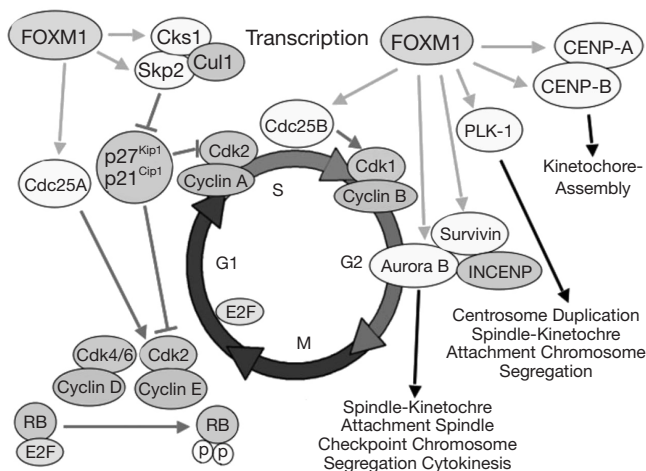 FOXM1
Cks1
Skp2
Cul1
Transcription
FOXM1
CENP-A
CENP-B
Cdc25B
PLK-1
p27Kip1
p21Cip1
Cdk2
Cyclin A
Cdk1
Cyclin B
Kinetochore-
Assembly
Cdc25A
S
Survivin
G1
G2
Aurora B
INCENP
E2F
M
Centrosome Duplication
Spindle-Kinetochre
Attachment Chromosome
Segregation
Cdk4/6
Cyclin D
Cdk2
Cyclin E
RB
E2F
RB
p
p
Spindle-Kinetochre
Attachment Spindle
Checkpoint Chromosome
Segregation Cytokinesis